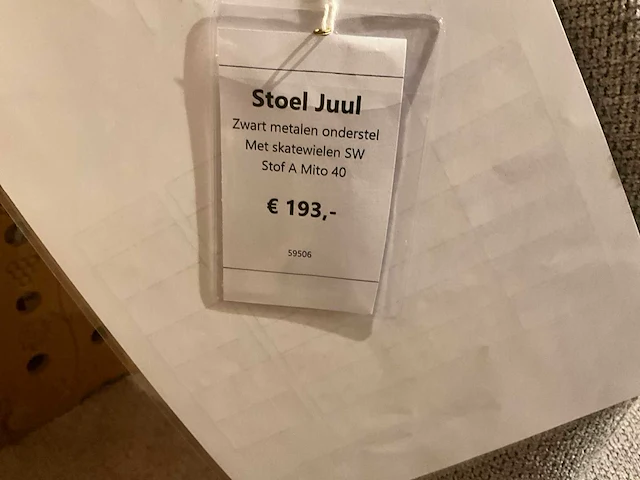 Stoel Juul
Zwart metalen onderstel
Met skatewielen SW
Stof A Mito 40
€ 193,-
59506